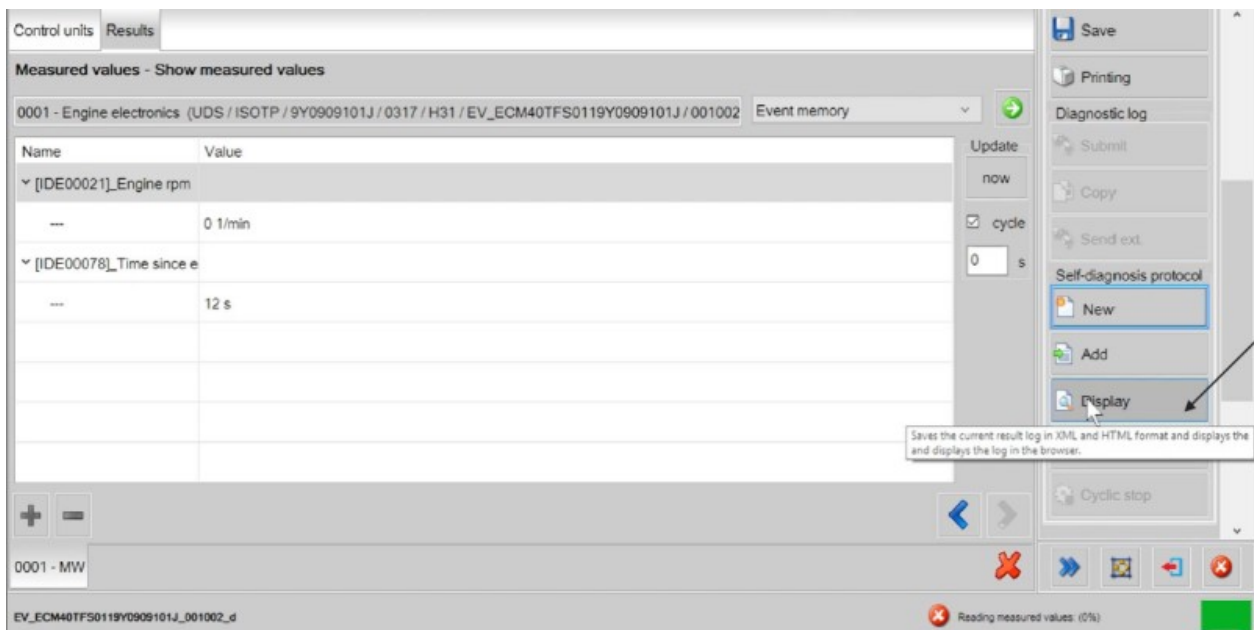 Control units Results
Measured values - Show measured values
0001 - Engine electronics (UDS / ISOTP / 9Y0909101J / 0317 / H31 / EV_ECM40TFS0119Y0909101J / 001002 Event memory
Name Value
[IDE00021]_Engine rpm
--- 0 1/min
[IDE00078]_Time since e
--- 12 s
Update
now
cycle
0 s
0001 - MW
EV_ECM40TFS0119Y0909101J_001002_d
Reading measured values: (0%)
Save
Printing
Diagnostic log
Submit
Copy
Send ext.
Self-diagnosis protocol
New
Add
Display
Saves the current result log in XML and HTML format and displays the
and displays the log in the browser.
Cyclic stop